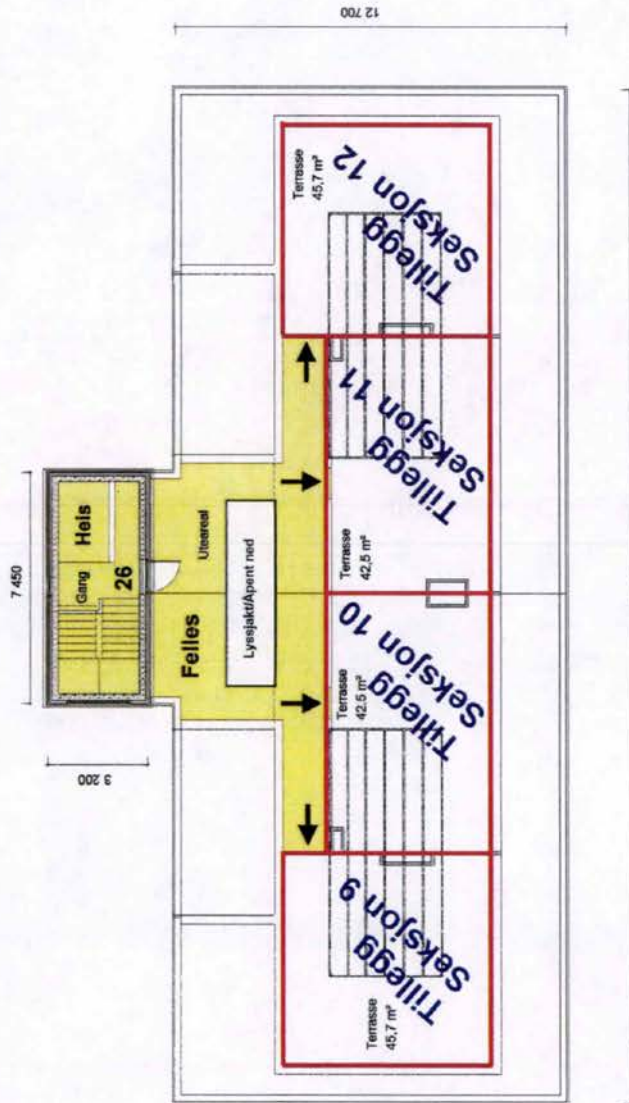 12 700
7 450
3 200
Heis
Gang
26
Felles
Uteareal
Lyssjakt/Åpent ned
Terrasse
45,7 m²
Tillegg
Seksjon 12
Terrasse
42,5 m²
Tillegg
Seksjon 11
Terrasse
42.5 m²
Tillegg
Seksjon 10
Terrasse
45,7 m²
Tillegg
Seksjon 9